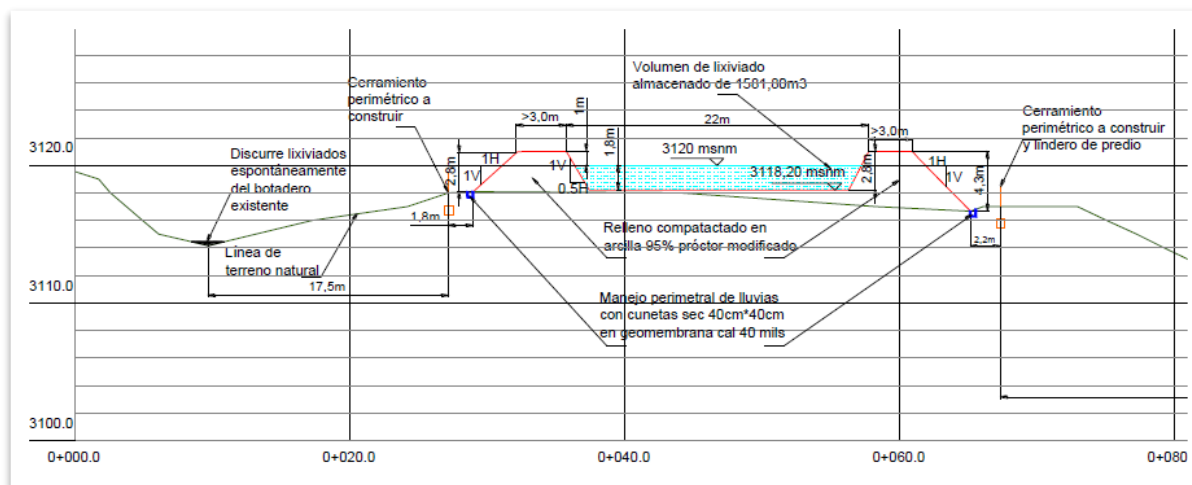 Volumen de lixiviado
almacenado de 1581,80m3
Cerramiento
perimétrico a
construir
>3,0m
1m
22m
>3,0m
Cerramiento
perimétrico a construir
y lindero de predio
3120.0
Discurre lixiviados
espontáneamente
del botadero
existente
2,8m
1H
1V
1V
0.5H
1,8m
3120 msnm
3118,20 msnm
2,8m
1H
1V
4,3m
1,8m
Relleno compatactado en
arcilla 95% próctor modificado
2,2m
Línea de
terreno natural
17,5m
3110.0
Manejo perimetral de lluvias
con cunetas sec 40cm*40cm
en geomembrana cal 40 mils
3100.0
0+000.0
0+020.0
0+040.0
0+060.0
0+080